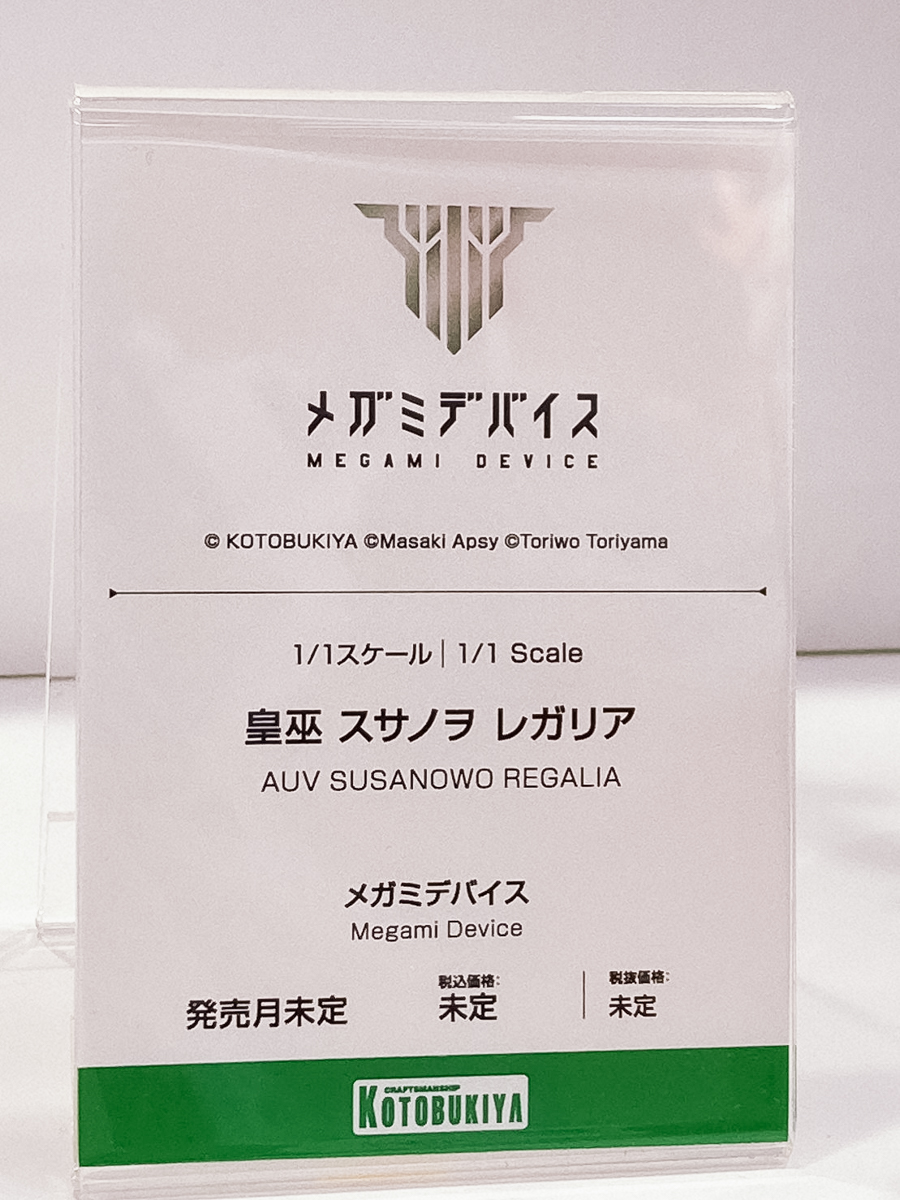 メガミデバイス
MEGAMI DEVICE
© KOTOBUKIYA ©Masaki Apsy ©Toriwo Toriyama
1/1スケール│1/1 Scale
皇巫 スサノヲ レガリア
AUV SUSANOWO REGALIA
メガミデバイス
Megami Device
発売月未定
税込価格:
未定
税抜価格:
未定
CRAFTSMANSHIP
KOTOBUKIYA